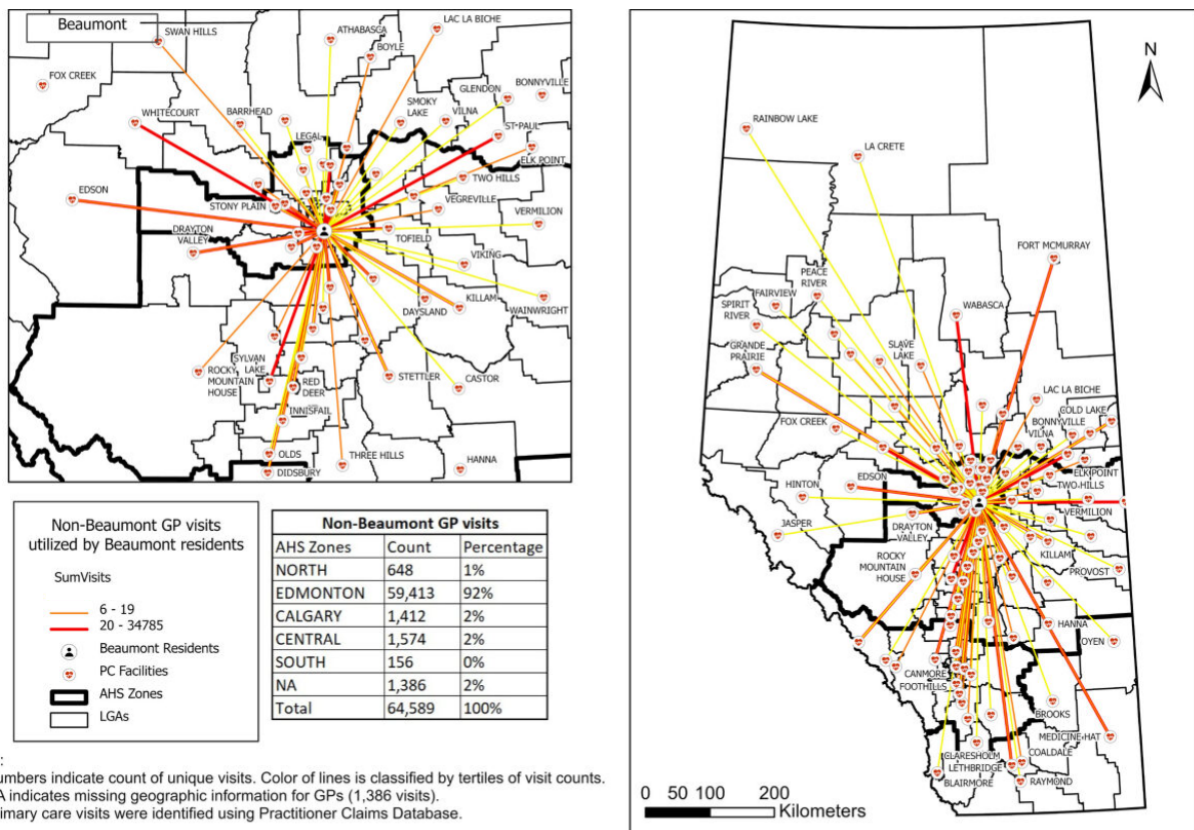 Beaumont
SWAN HILLS
ATHABASCA
LAC LA BICHE
BOYLE
FOX CREEK
GLENDON
BONNYVILLE
WHITECOURT
BARRHEAD
SMOKY
LAKE
VILNA
ST PAUL
LEGAL
ELK POINT
EDSON
TWO HILLS
STONY PLAIN
VEGREVILLE
VERMILION
DRAYTON
VALLEY
TOFIELD
VIKING
KILLAM
DAYSLAND
WAINWRIGHT
SYLVAN
LAKE
ROCKY
MOUNTAIN
HOUSE
RED
DEER
STETTLER
CASTOR
INNISFAIL
OLDS
THREE HILLS
HANNA
DIDSBURY
Non-Beaumont GP visits
utilized by Beaumont residents
SumVisits
6 - 19
20 - 34785
Beaumont Residents
PC Facilities
AHS Zones
LGAs
Non-Beaumont GP visits
AHS Zones Count Percentage
NORTH 648 1%
EDMONTON 59,413 92%
CALGARY 1,412 2%
CENTRAL 1,574 2%
SOUTH 156 0%
NA 1,386 2%
Total 64,589 100%
:
umbers indicate count of unique visits. Color of lines is classified by tertiles of visit counts.
A indicates missing geographic information for GPs (1,386 visits).
rimary care visits were identified using Practitioner Claims Database.
N
RAINBOW LAKE
LA CRETE
FORT MCMURRAY
PEACE
RIVER
FAIRVIEW
SPIRIT
RIVER
WABASCA
GRANDE
PRAIRIE
SLAVE
LAKE
LAC LA BICHE
COLD LAKE
BONNYVILLE
FOX CREEK
VILNA
ELK POINT
EDSON
TWO HILLS
HINTON
JASPER
VERMILION
DRAYTON
VALLEY
KILLAM
ROCKY
MOUNTAIN
HOUSE
PROVOST
HANNA
OYEN
CANMORE
FOOTHILLS
BROOKS
MEDICINE HAT
CLARESHOLM
COALDALE
LETHBRIDGE
BLAIRMORE
RAYMOND
0 50 100 200
Kilometers